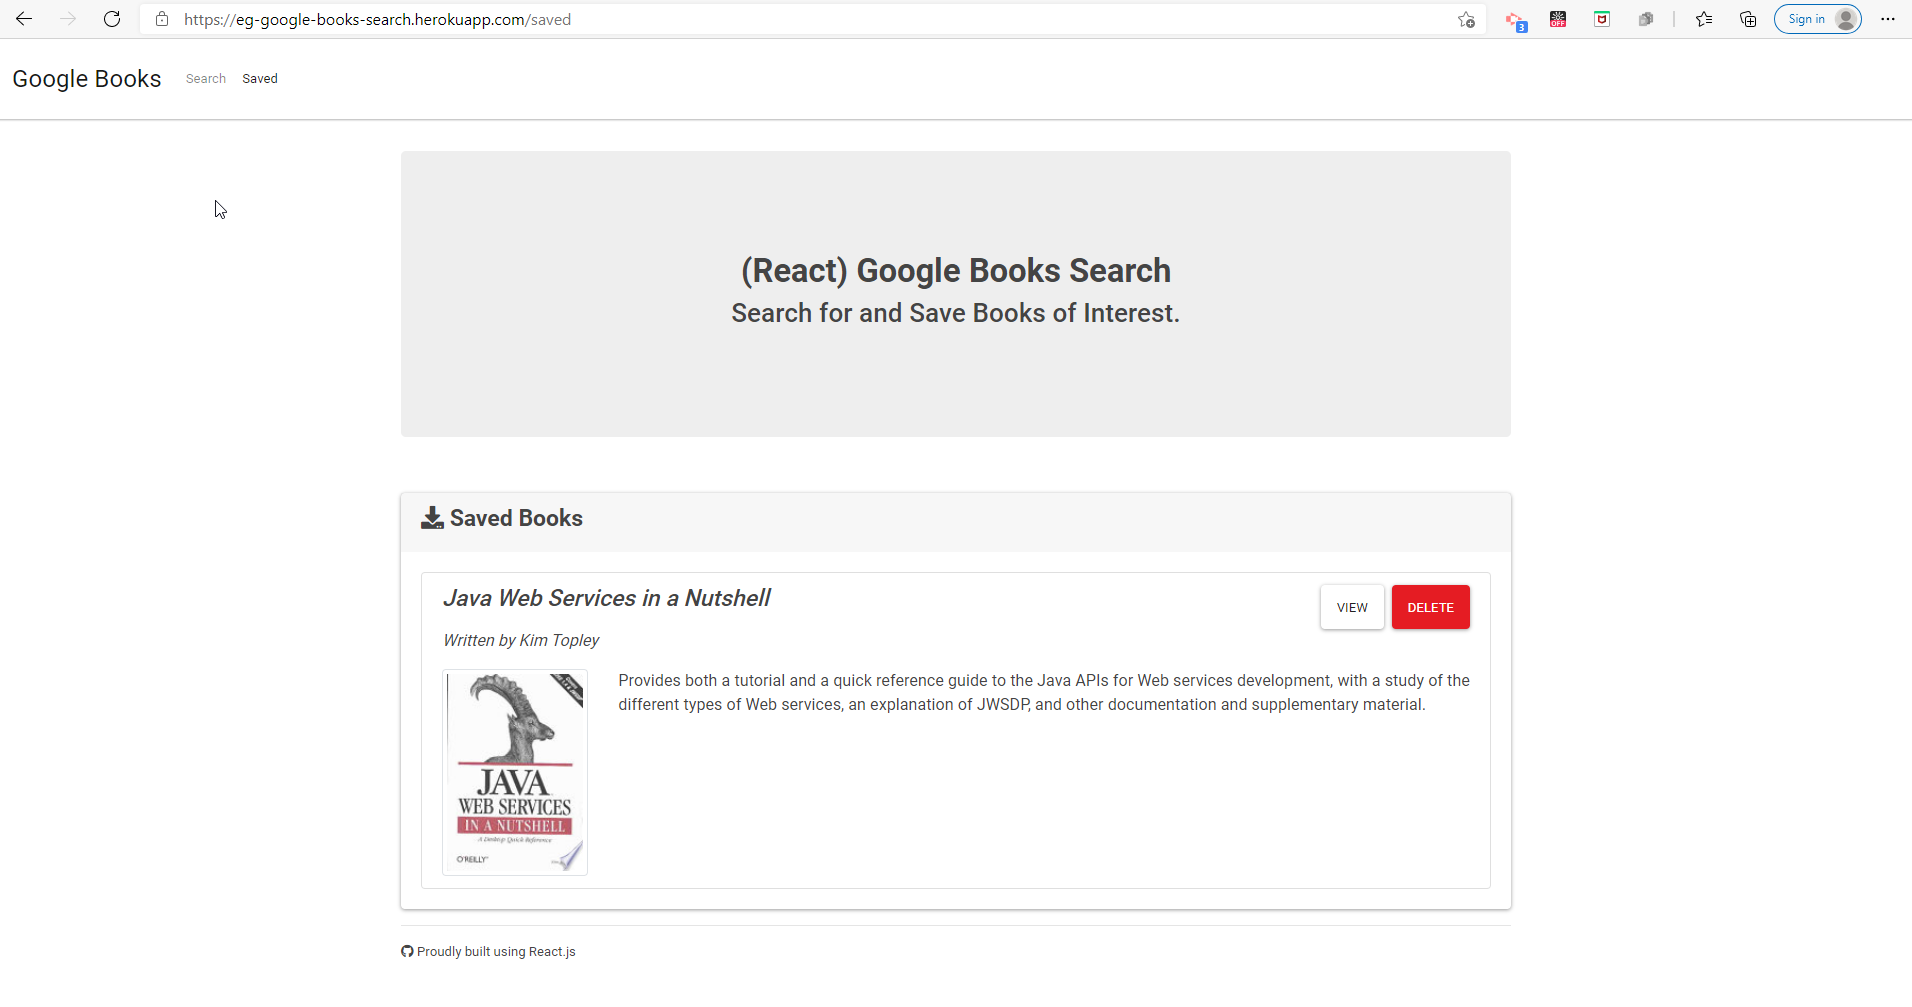 https://eg-google-books-search.herokuapp.com/saved
3
OFF
Sign in
Google Books
Search
Saved
(React) Google Books Search
Search for and Save Books of Interest.
Saved Books
Java Web Services in a Nutshell
VIEW
DELETE
Written by Kim Topley
Provides both a tutorial and a quick reference guide to the Java APIs for Web services development, with a study of the
different types of Web services, an explanation of JWSDP, and other documentation and supplementary material.
JAVA
WEB SERVICES
IN A NUTSHELL
A Desktop Quick Reference
O'REILLY
Proudly built using React.js